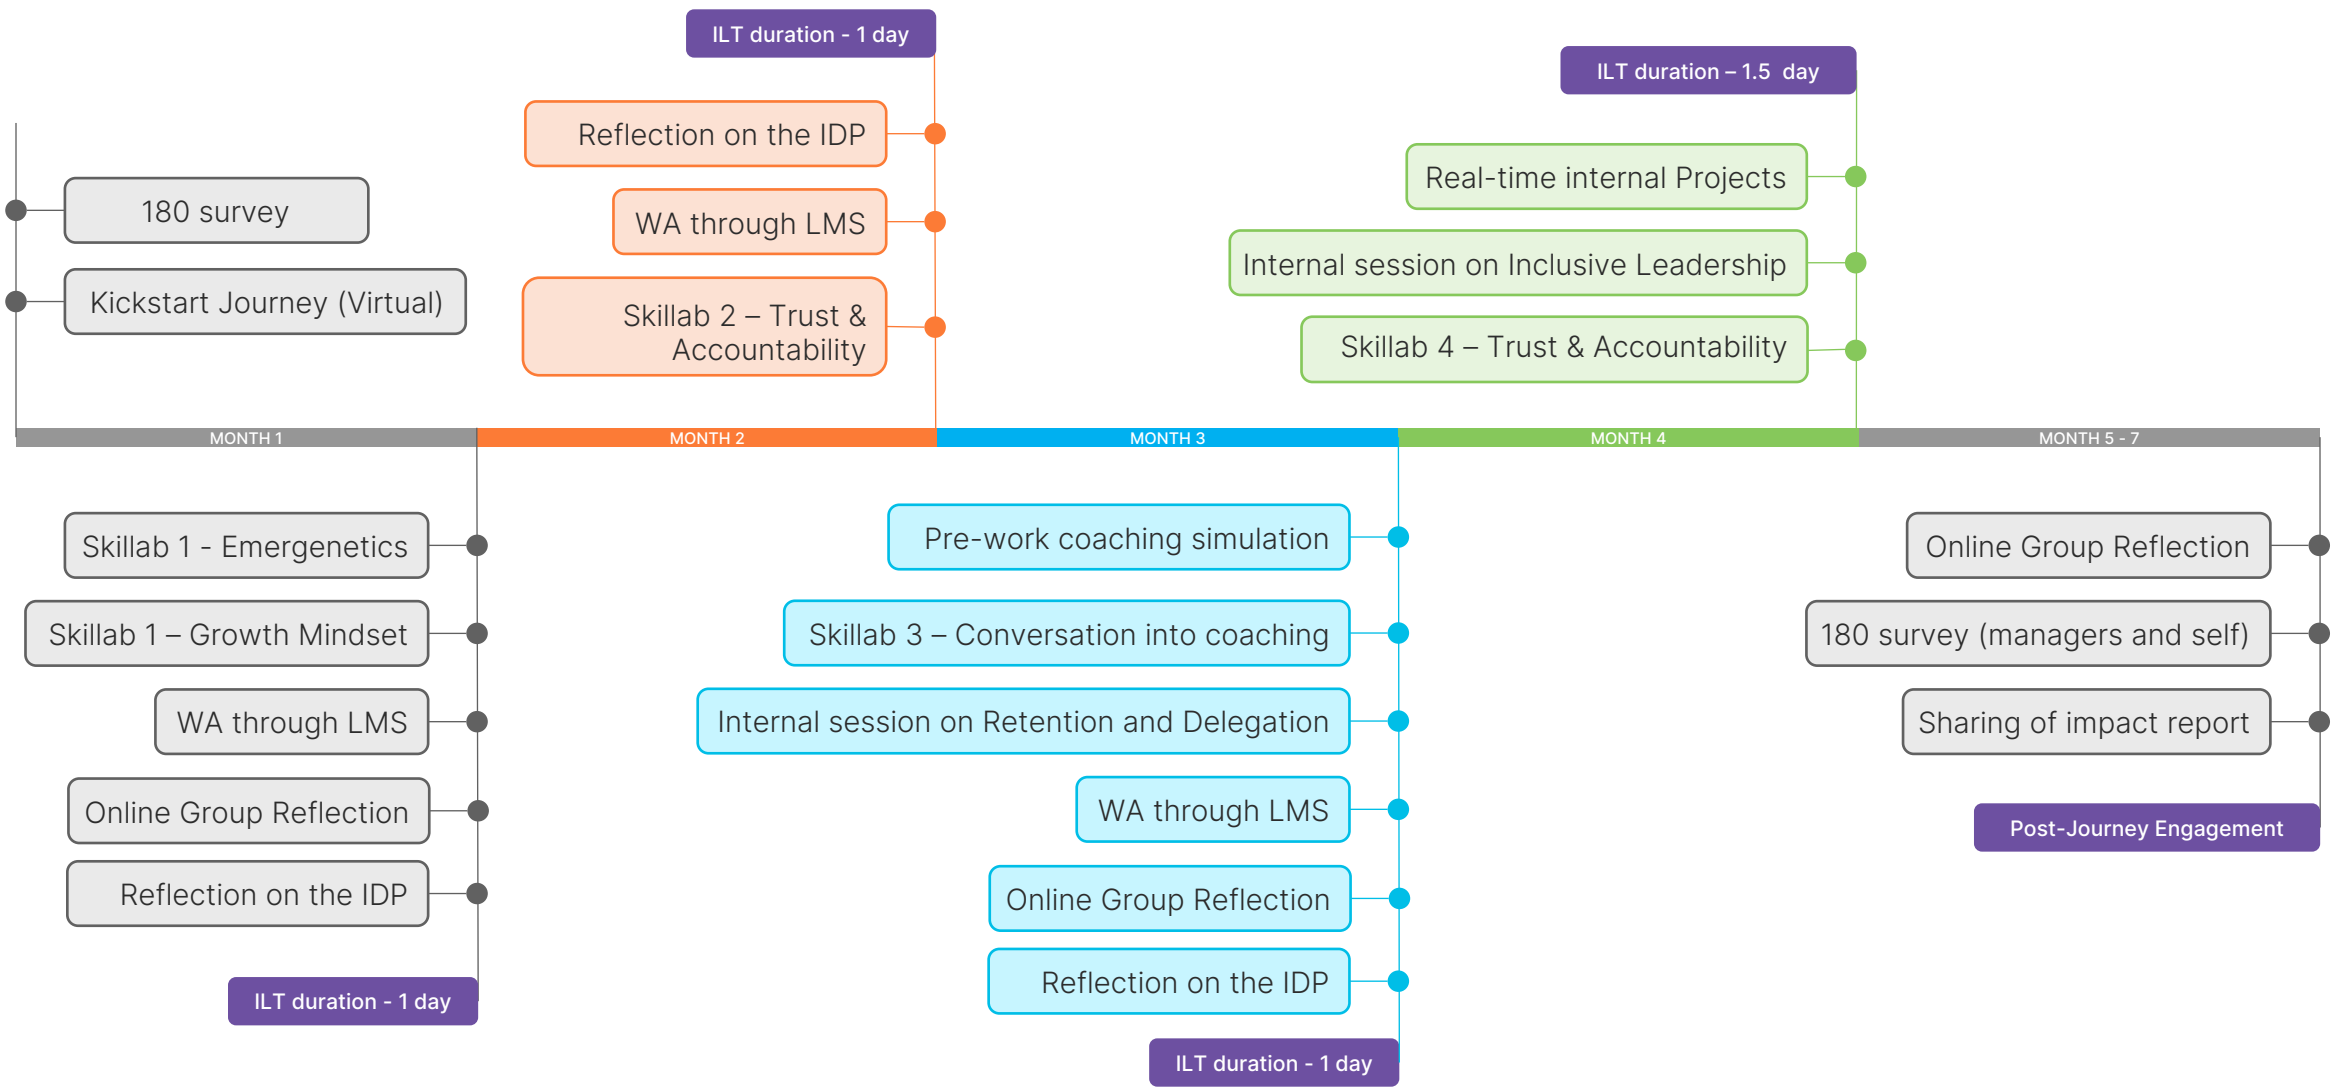 ILT duration - 1 day
Reflection on the IDP
WA through LMS
Skillab 2 – Trust &
Accountability
ILT duration – 1.5 day
Real-time internal Projects
Internal session on Inclusive Leadership
Skillab 4 – Trust & Accountability
180 survey
Kickstart Journey (Virtual)
MONTH 1
MONTH 2
MONTH 3
MONTH 4
MONTH 5 - 7
Skillab 1 - Emergenetics
Skillab 1 – Growth Mindset
WA through LMS
Online Group Reflection
Reflection on the IDP
ILT duration - 1 day
Pre-work coaching simulation
Skillab 3 – Conversation into coaching
Internal session on Retention and Delegation
WA through LMS
Online Group Reflection
Reflection on the IDP
ILT duration - 1 day
Online Group Reflection
180 survey (managers and self)
Sharing of impact report
Post-Journey Engagement